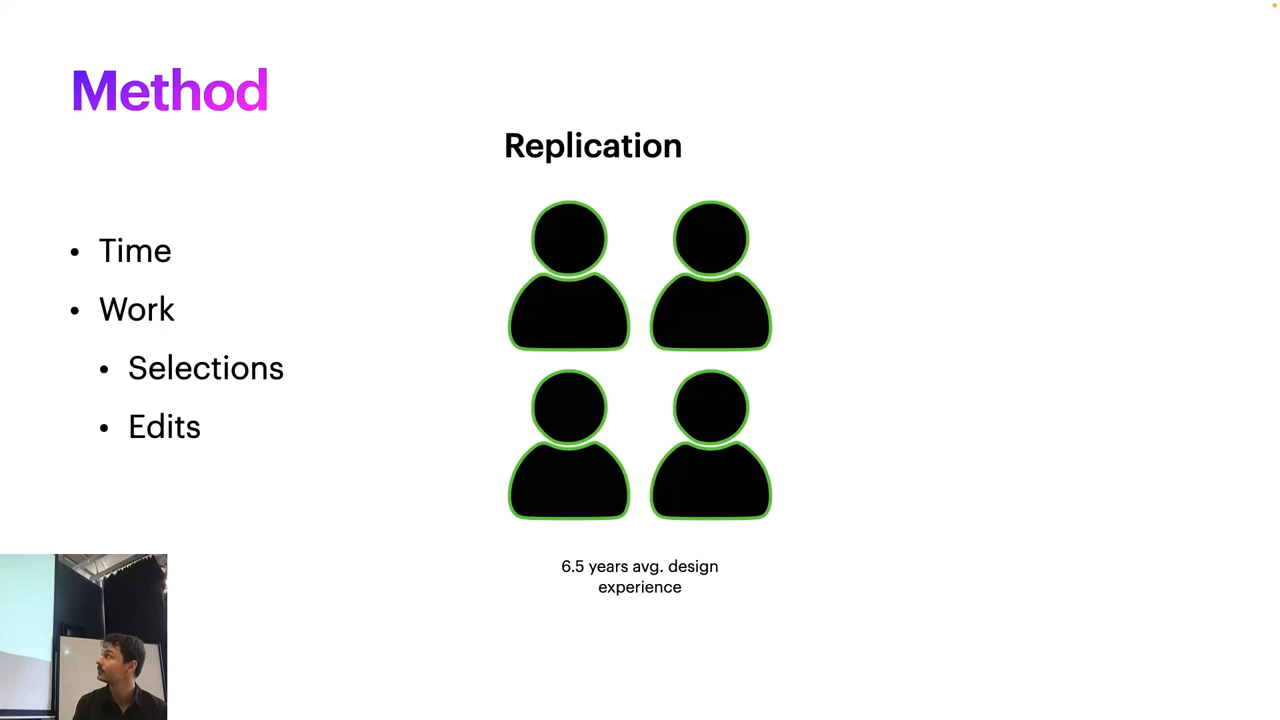 Method
Replication
• Time
• Work
• Selections
• Edits
6.5 years avg. design
experience